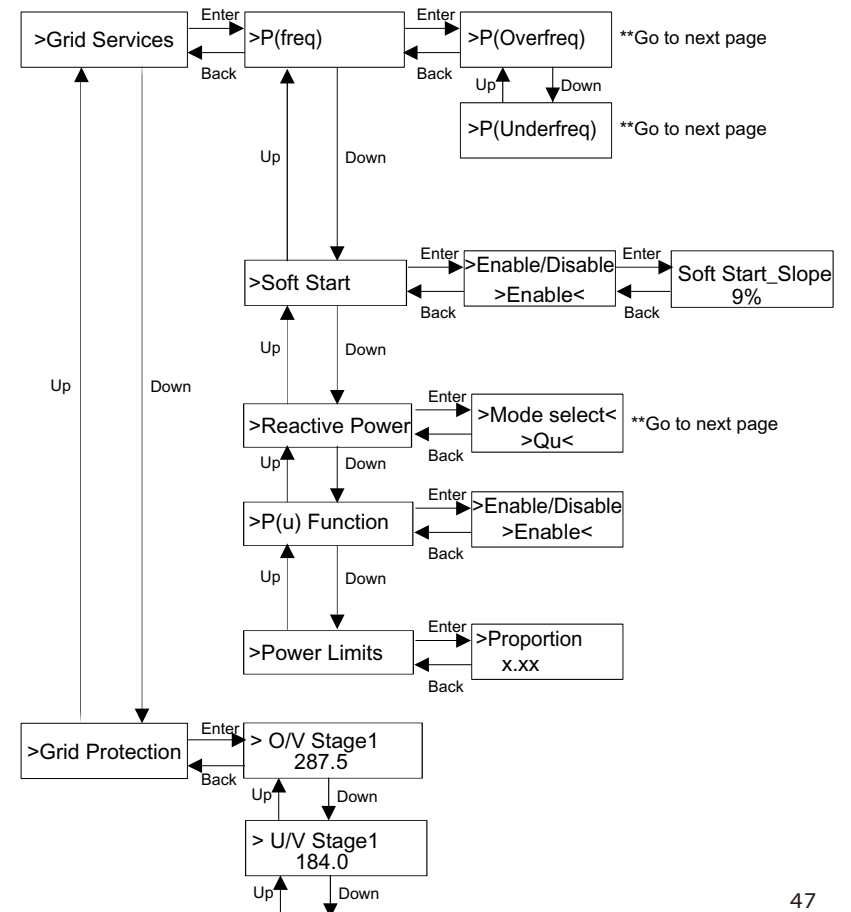 Enter
Enter
>Grid Services
>P(freq)
>P(Overfreq)
**Go to next page
Back
Back
Up
Down
>P(Underfreq)
**Go to next page
Up
Down
Enter
Enter
>Soft Start
>Enable/Disable
>Enable<
Soft Start_Slope
9%
Back
Back
Up
Down
Up
Down
Enter
>Reactive Power
>Mode select<
>Qu<
**Go to next page
Back
Up
Down
Enter
>P(u) Function
>Enable/Disable
>Enable<
Back
Up
Down
Enter
>Power Limits
>Proportion
x.xx
Back
Enter
>Grid Protection
> O/V Stage1
287.5
Back
Up
Down
> U/V Stage1
184.0
Up
Down
47